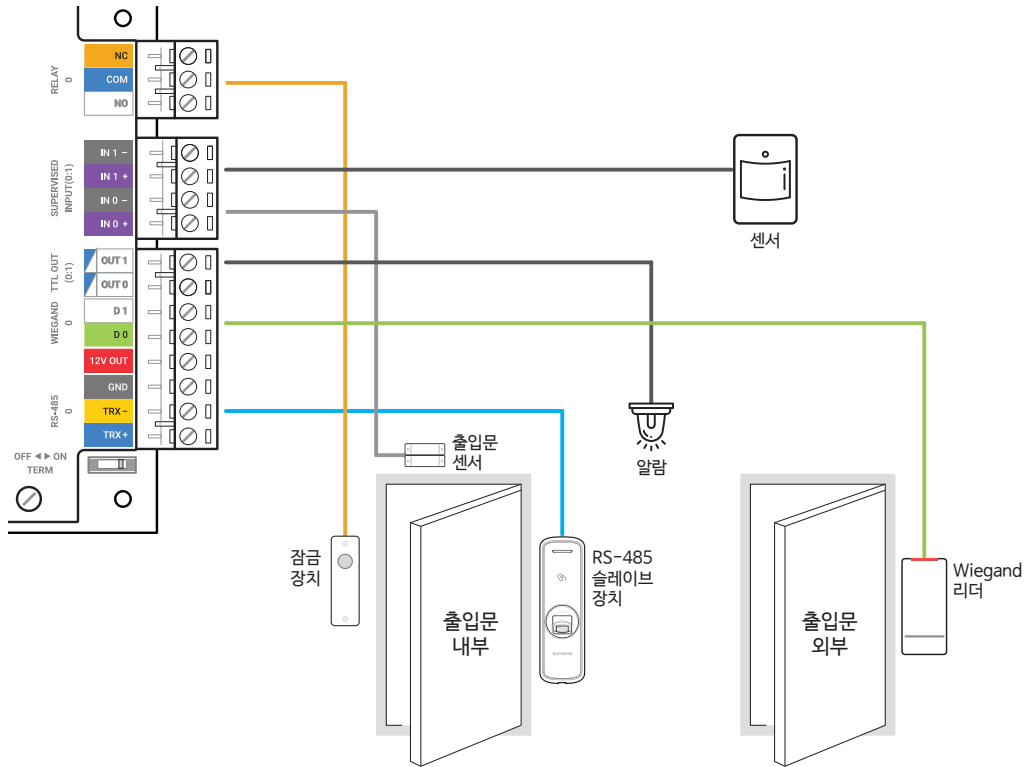 RELAY
0
NC
COM
NO
SUPERVISED
INPUT(0:1)
IN 1 −
IN 1 +
IN 0 −
IN 0 +
TTL OUT
(0:1)
OUT 1
OUT 0
WIEGAND
0
D 1
D 0
12V OUT
GND
RS-485
0
TRX −
TRX +
OFF ◀ ▶ ON
TERM
센서
알람
출입문
센서
잠금
장치
출입문
내부
RS-485
슬레이브
장치
SUPREMA
출입문
외부
Wiegand
리더